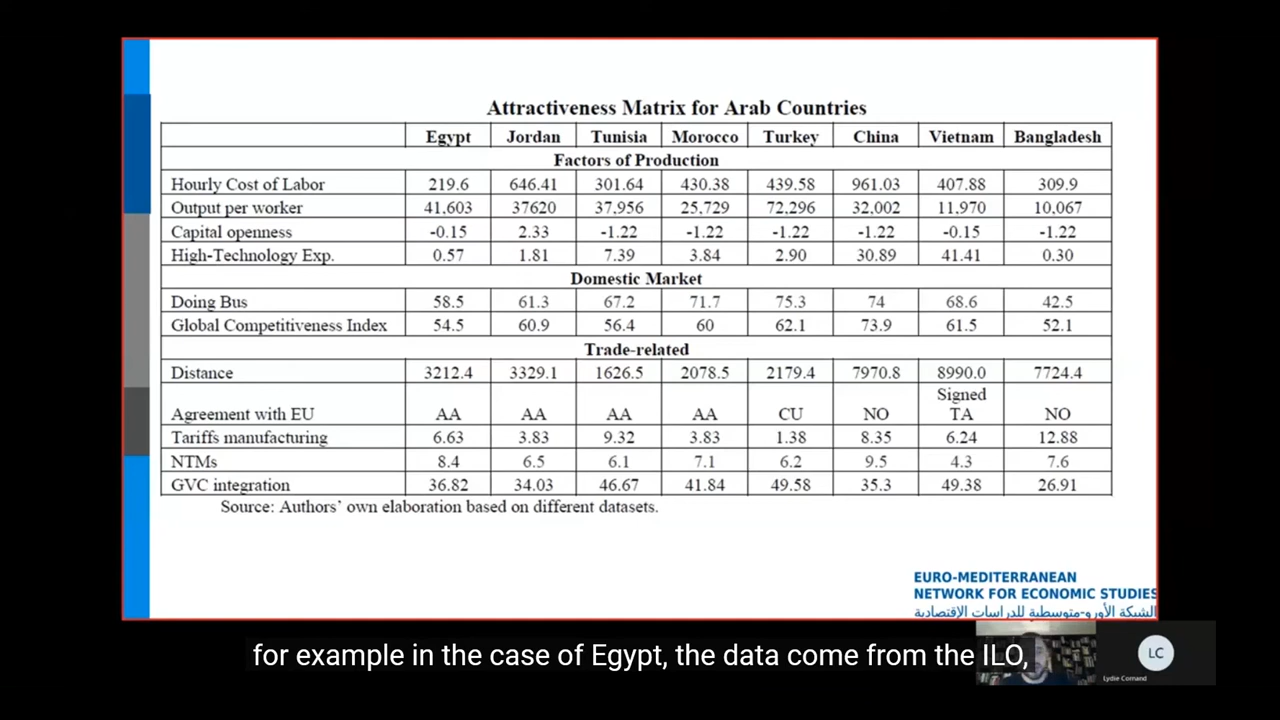 Attractiveness Matrix for Arab Countries
Egypt Jordan Tunisia Morocco Turkey China Vietnam Bangladesh
Factors of Production
Hourly Cost of Labor 219.6 646.41 301.64 430.38 439.58 961.03 407.88 309.9
Output per worker 41,603 37620 37,956 25,729 72,296 32,002 11,970 10,067
Capital openness -0.15 2.33 -1.22 -1.22 -1.22 -1.22 -0.15 -1.22
High-Technology Exp. 0.57 1.81 7.39 3.84 2.90 30.89 41.41 0.30
Domestic Market
Doing Bus 58.5 61.3 67.2 71.7 75.3 74 68.6 42.5
Global Competitiveness Index 54.5 60.9 56.4 60 62.1 73.9 61.5 52.1
Trade-related
Distance 3212.4 3329.1 1626.5 2078.5 2179.4 7970.8 8990.0 7724.4
Signed
Agreement with EU AA AA AA AA CU NO TA NO
Tariffs manufacturing 6.63 3.83 9.32 3.83 1.38 8.35 6.24 12.88
NTMs 8.4 6.5 6.1 7.1 6.2 9.5 4.3 7.6
GVC integration 36.82 34.03 46.67 41.84 49.58 35.3 49.38 26.91
Source: Authors' own elaboration based on different datasets.
EURO-MEDITERRANEAN
NETWORK FOR ECONOMIC STUDIES
الشبكة الأورو-متوسطية للدراسات الإقتصادية
for example in the case of Egypt, the data come from the ILO,
LC
Lydie Cornand